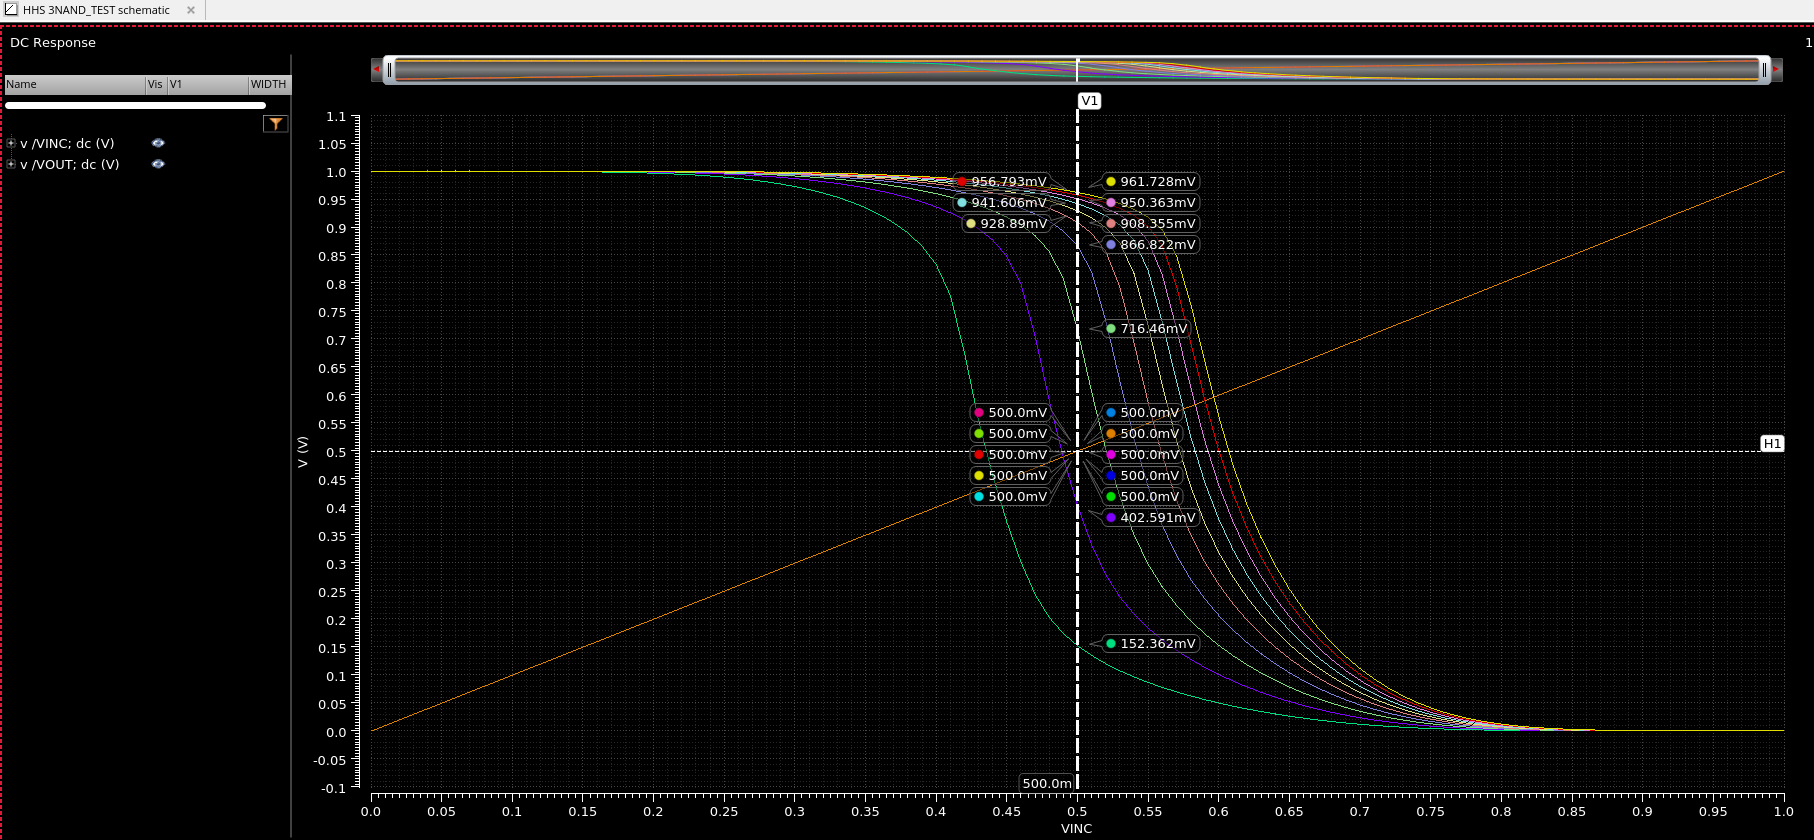 HHS 3NAND_TEST schematic
DC Response
1
Name Vis V1 WIDTH
v /VINC; dc (V)
v /VOUT; dc (V)
V1
1.1
1.05
1.0
0.95
0.9
0.85
0.8
0.75
0.7
0.65
0.6
0.55
0.5
0.45
0.4
0.35
0.3
0.25
0.2
0.15
0.1
0.05
0.0
-0.05
-0.1
V (V)
956.793mV 961.728mV
941.606mV 950.363mV
928.89mV 908.355mV
866.822mV
716.46mV
500.0mV 500.0mV
500.0mV 500.0mV
500.0mV 500.0mV
500.0mV 500.0mV
500.0mV 500.0mV
402.591mV
152.362mV
H1
500.0m
0.0 0.05 0.1 0.15 0.2 0.25 0.3 0.35 0.4 0.45 0.5 0.55 0.6 0.65 0.7 0.75 0.8 0.85 0.9 0.95 1.0
VINC